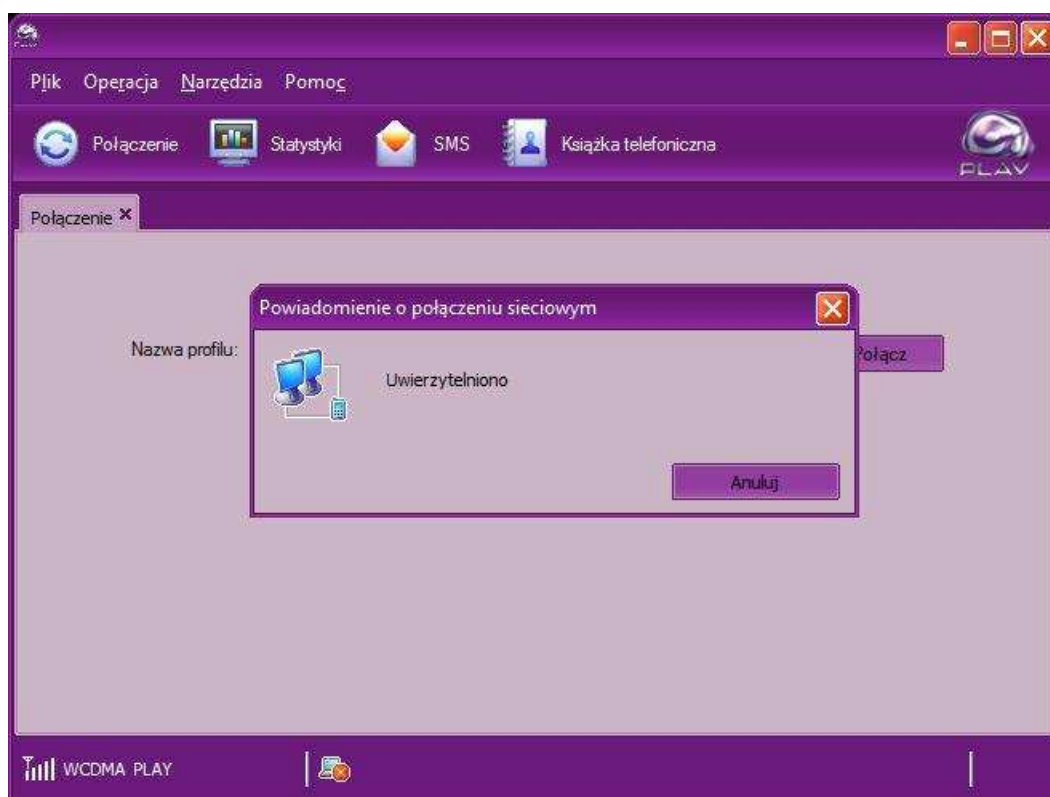 Plik Operacja Narzędzia Pomoc
Połączenie Statystyki SMS Książka telefoniczna
PLAY
Połączenie
Powiadomienie o połączeniu sieciowym
Nazwa profilu:
Połącz
Uwierzytelniono
Anuluj
WCDMA PLAY